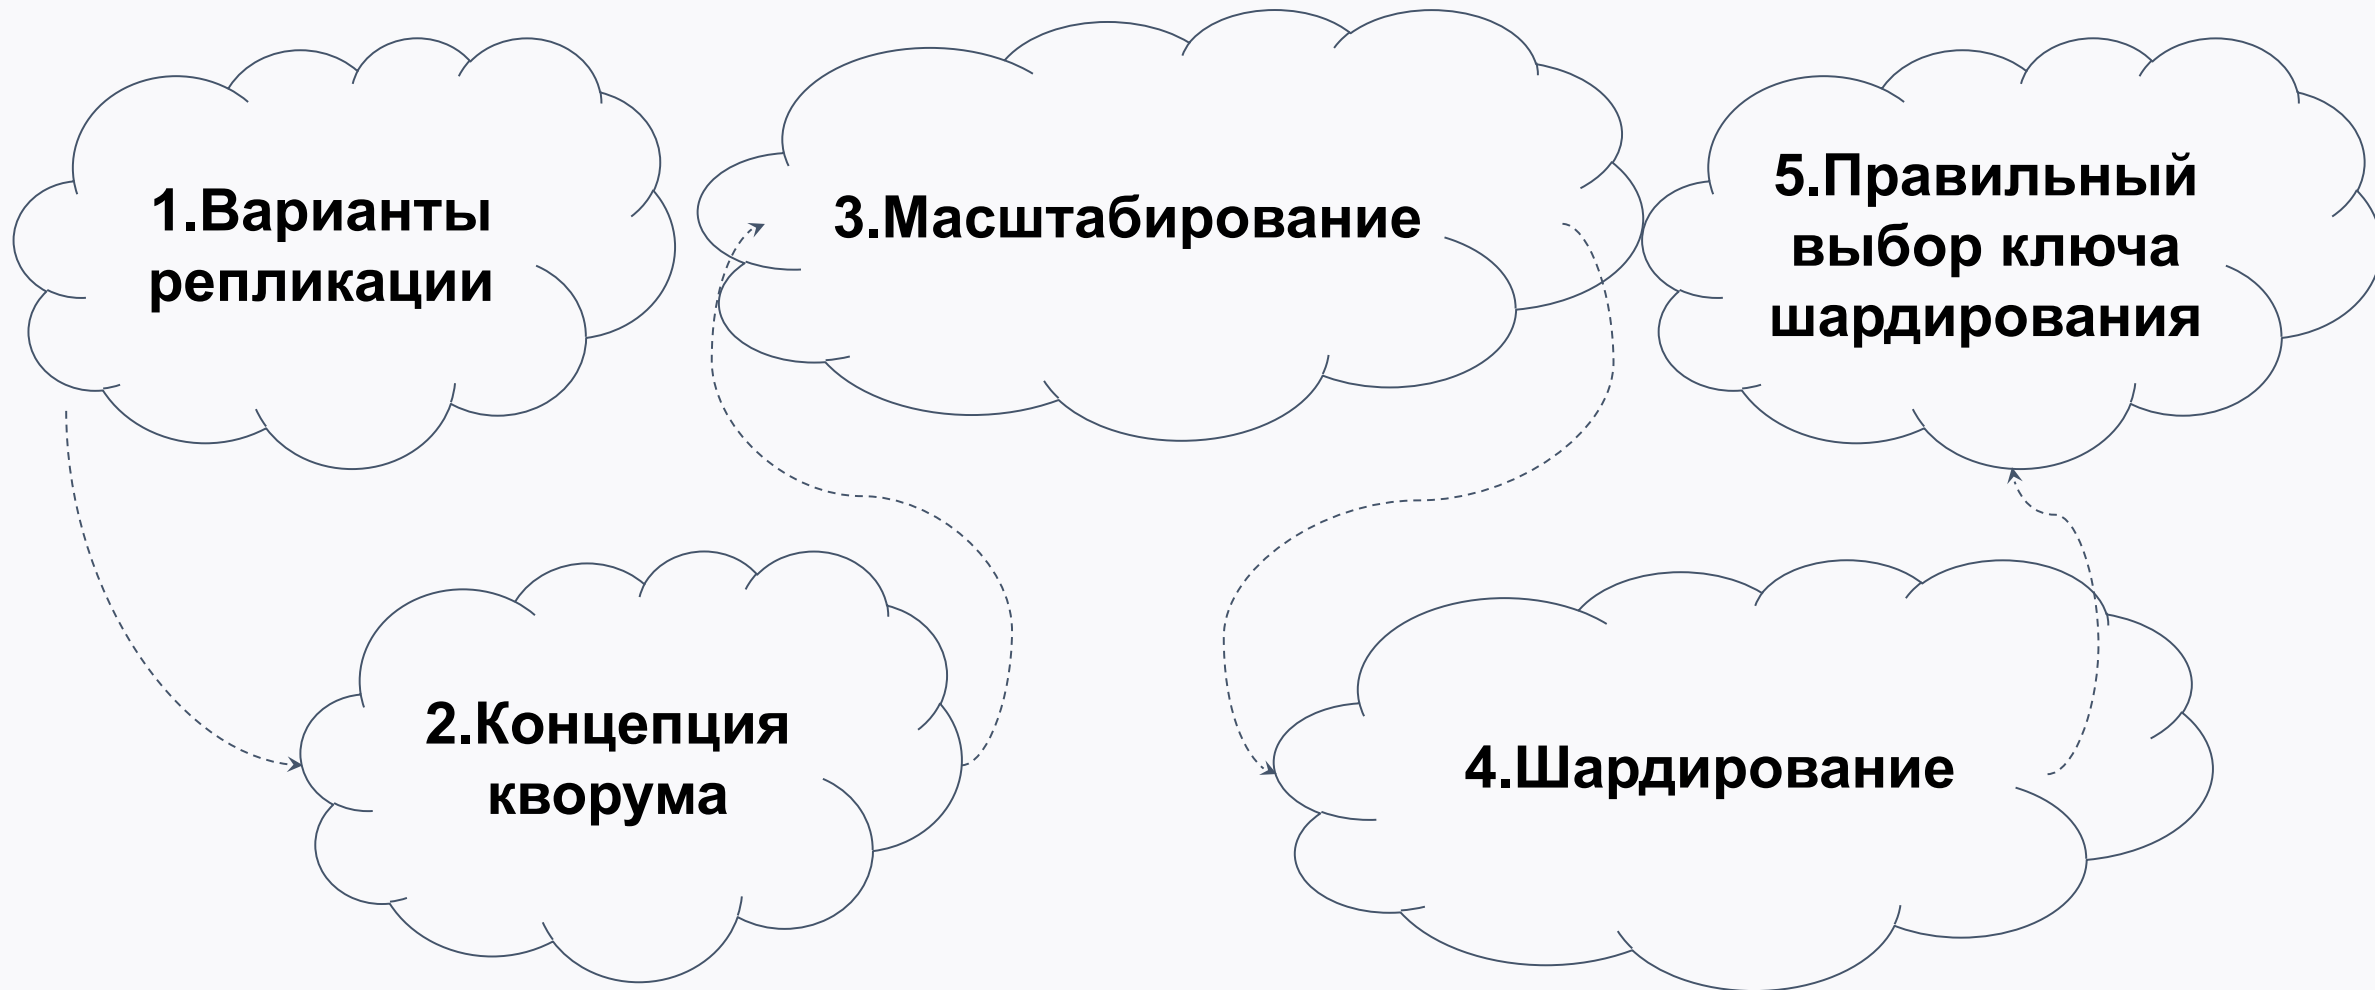 1.Варианты
репликации
2.Концепция
кворума
3.Масштабирование
4.Шардирование
5.Правильный
выбор ключа
шардирования